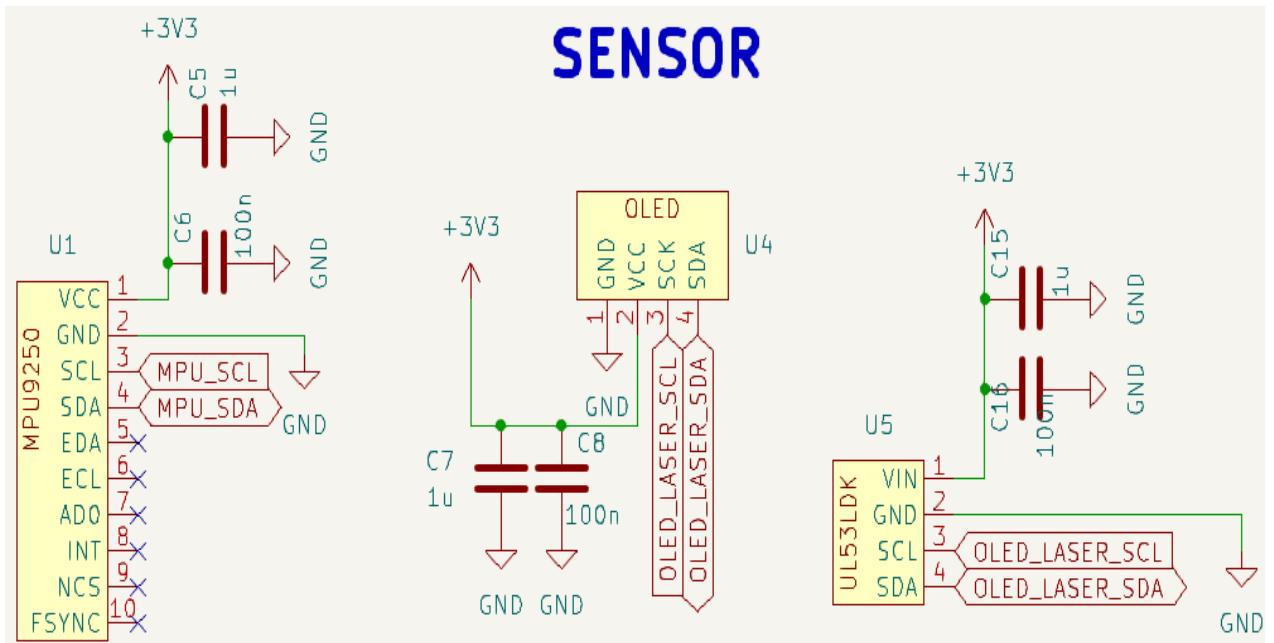 SENSOR
+3V3
C5
1u
GND
C6
100n
GND
U1
MPU9250
VCC 1
GND 2
SCL 3 MPU_SCL
SDA 4 MPU_SDA
GND
EDA 5
ECL 6
ADO 7
INT 8
NCS 9
FSYNC 10
+3V3
OLED
U4
GND
VCC
SCK
SDA
1
2
3
4
GND
OLED_LASER_SCL
OLED_LASER_SDA
C7
1u
C8
100n
GND
GND
+3V3
C15
1u
GND
C16
100n
GND
U5
UL53LDK
VIN 1
GND 2
SCL 3 OLED_LASER_SCL
SDA 4 OLED_LASER_SDA
GND